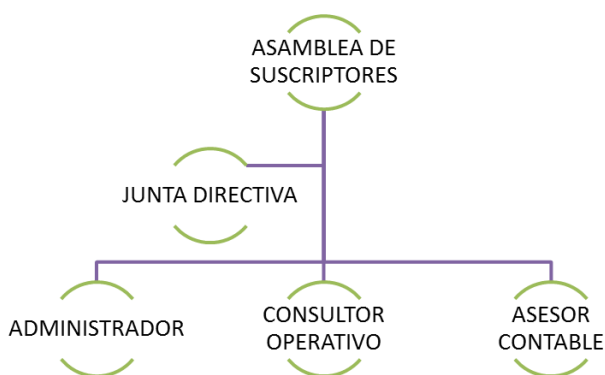 ASAMBLEA DE
SUSCRIPTORES
JUNTA DIRECTIVA
ADMINISTRADOR
CONSULTOR
OPERATIVO
ASESOR
CONTABLE